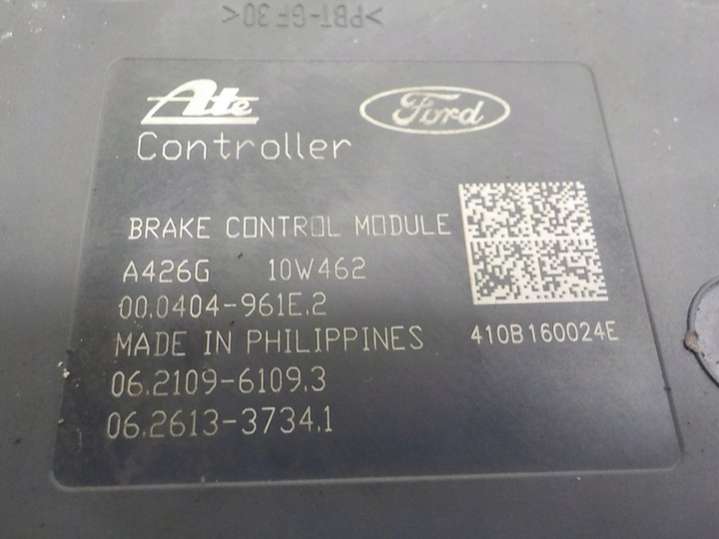 >PBT-GF30<
Ate
Ford
Controller
BRAKE CONTROL MODULE
A426G 10W462
00.0404-961E.2
MADE IN PHILIPPINES
410B160024E
06.2109-6109.3
06.2613-3734.1